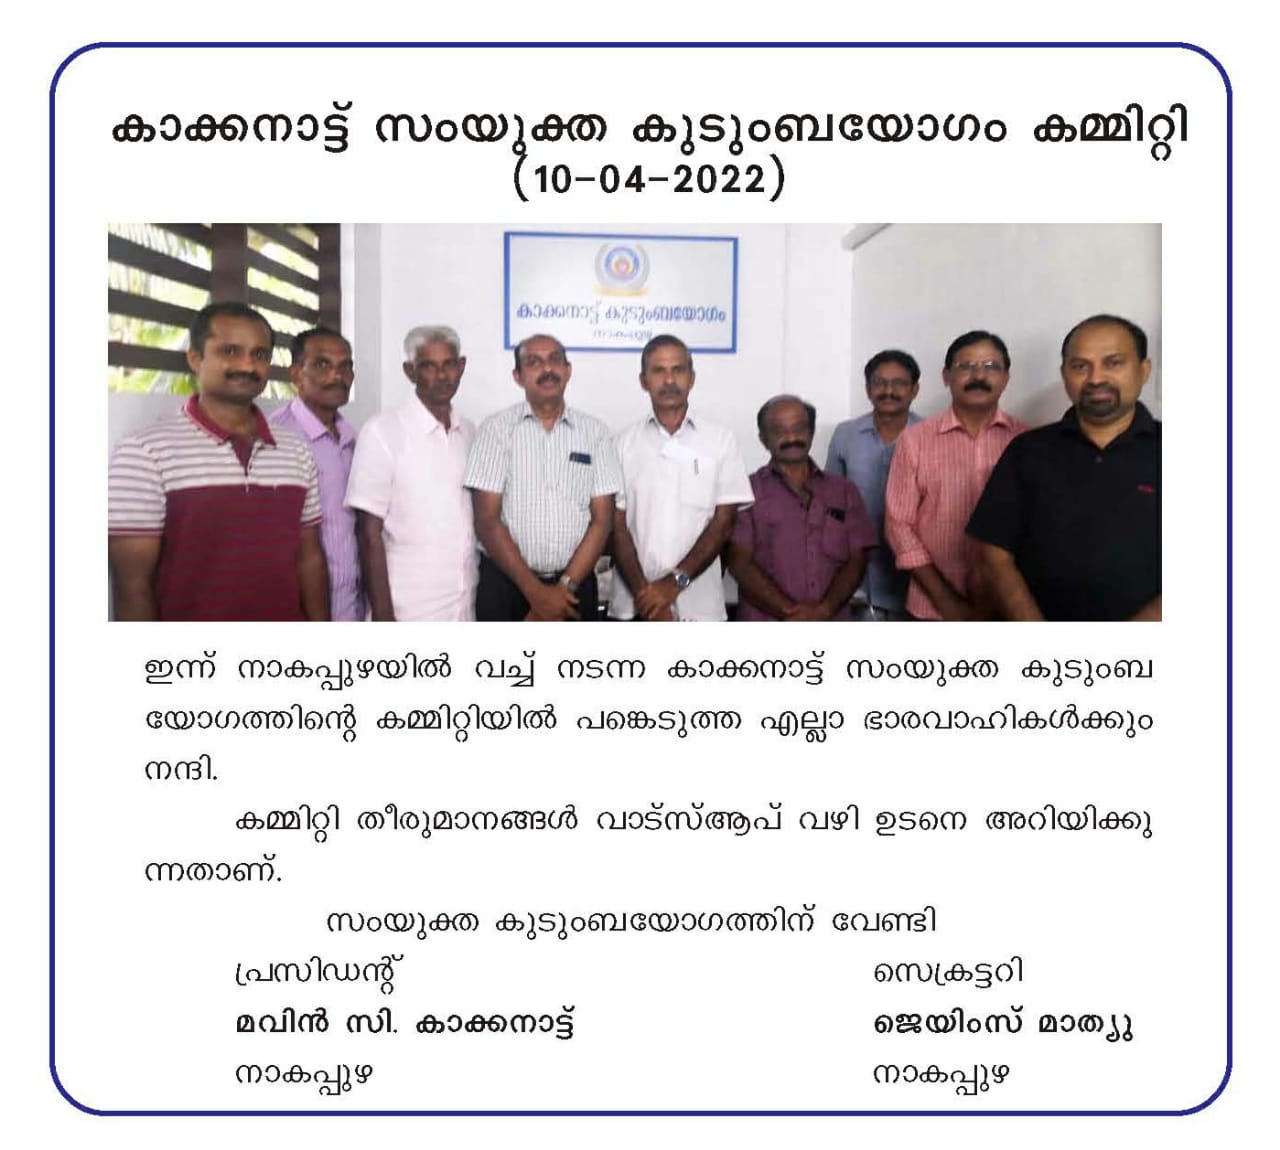 കാക്കനാട്ട് സംയുക്ത കുടുംബയോഗം കമ്മിറ്റി
(10-04-2022)
കാക്കനാട്ട് കുടുംബയോഗം
നാകപ്പുഴ
ഇന്ന് നാകപ്പുഴയിൽ വച്ച് നടന്ന കാക്കനാട്ട് സംയുക്ത കുടുംബ
യോഗത്തിന്റെ കമ്മിറ്റിയിൽ പങ്കെടുത്ത എല്ലാ ഭാരവാഹികൾക്കും
നന്ദി.
കമ്മിറ്റി തീരുമാനങ്ങൾ വാട്സ്ആപ് വഴി ഉടനെ അറിയിക്കു
ന്നതാണ്.
സംയുക്ത കുടുംബയോഗത്തിന് വേണ്ടി
പ്രസിഡന്റ് സെക്രട്ടറി
മവിൻ സി. കാക്കനാട്ട് ജെയിംസ് മാത്യു
നാകപ്പുഴ നാകപ്പുഴ